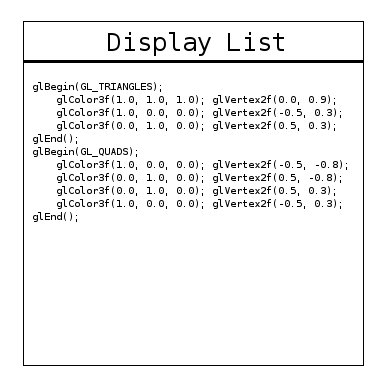 Display List
glBegin(GL_TRIANGLES);
glColor3f(1.0, 1.0, 1.0); glVertex2f(0.0, 0.9);
glColor3f(1.0, 0.0, 0.0); glVertex2f(-0.5, 0.3);
glColor3f(0.0, 1.0, 0.0); glVertex2f(0.5, 0.3);
glEnd();
glBegin(GL_QUADS);
glColor3f(1.0, 0.0, 0.0); glVertex2f(-0.5, -0.8);
glColor3f(0.0, 1.0, 0.0); glVertex2f(0.5, -0.8);
glColor3f(0.0, 1.0, 0.0); glVertex2f(0.5, 0.3);
glColor3f(1.0, 0.0, 0.0); glVertex2f(-0.5, 0.3);
glEnd();